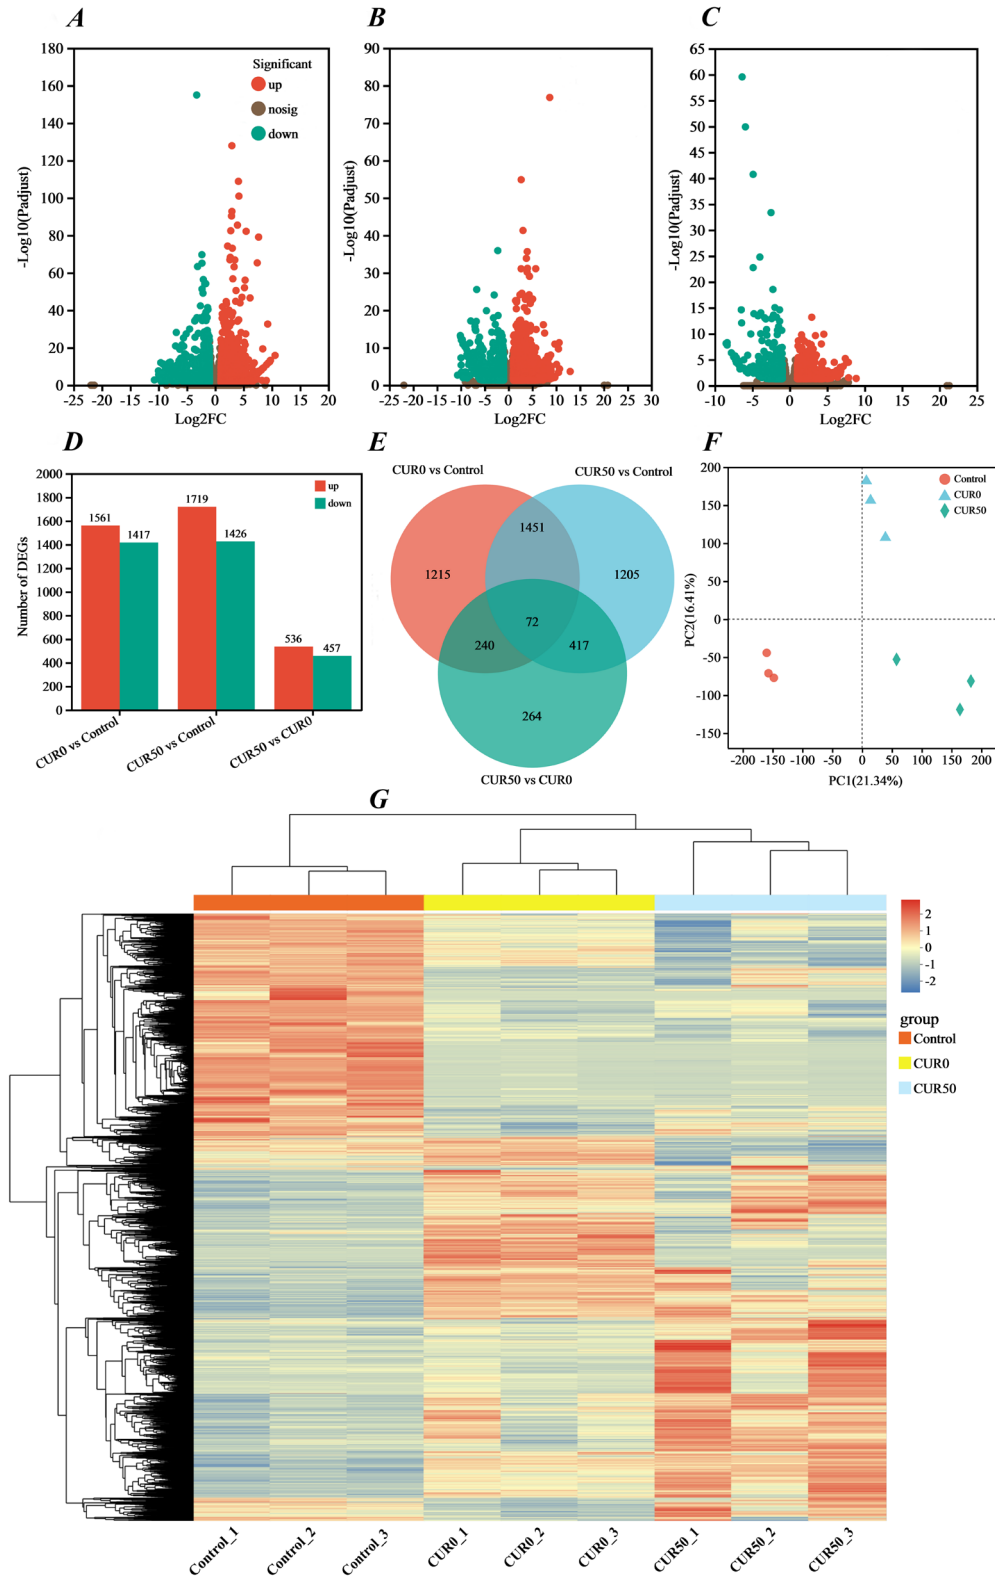 A
B
C
180
160
140
120
100
80
60
40
20
0
-Log10(Padjust)
-25
-20
-15
-10
-5
0
5
10
15
20
Log2FC
Significant
up
nosig
down
90
80
70
60
50
40
30
20
10
0
-Log10(Padjust)
-25
-20
-15
-10
-5
0
5
10
15
20
25
30
Log2FC
65
60
55
50
45
40
35
30
25
20
15
10
5
0
-Log10(Padjust)
-10
-5
0
5
10
15
20
25
Log2FC
D
E
F
2000
1800
1600
1400
1200
1000
800
600
400
200
0
Number of DEGs
up
down
1561
1417
1719
1426
536
457
CUR0 vs Control
CUR50 vs Control
CUR50 vs CUR0
CUR0 vs Control
CUR50 vs Control
1451
1215
1205
72
240
417
264
CUR50 vs CUR0
200
150
100
50
0
-50
-100
-150
PC2(16.41%)
Control
CUR0
CUR50
-200
-150
-100
-50
0
50
100
150
200
PC1(21.34%)
G
2
1
0
-1
-2
group
Control
CUR0
CUR50
Control_1
Control_2
Control_3
CUR0_1
CUR0_2
CUR0_3
CUR50_1
CUR50_2
CUR50_3